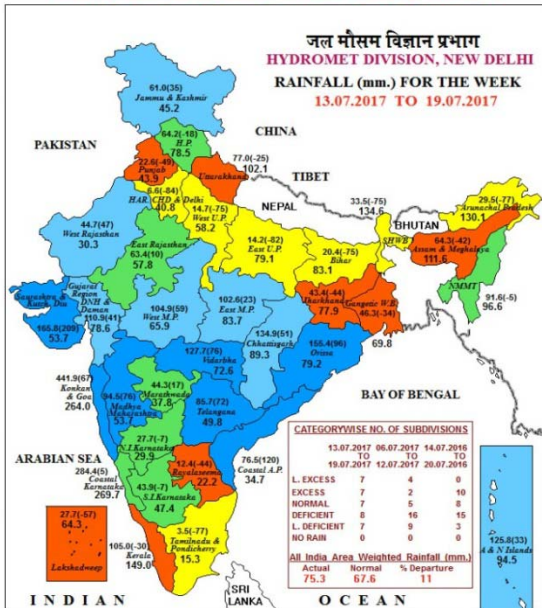 जल मौसम विज्ञान प्रभाग
HYDROMET DIVISION, NEW DELHI
RAINFALL (mm.) FOR THE WEEK
13.07.2017 TO 19.07.2017
61.0(35)
Jammu & Kashmir
45.2
PAKISTAN
CHINA
TIBET
NEPAL
BHUTAN
64.2(-18)
H.P.
78.5
22.6(-49)
Punjab
43.9
77.0(-25)
102.1
Uttarakhand
6.6(-84)
HAR. CHD & Delhi
40.8
14.7(-75)
West U.P.
58.2
33.5(-75)
134.6
SHWB
29.5(-77)
Arunachal Pradesh
130.1
64.3(-42)
Assam & Meghalaya
111.6
NMMT
91.6(-5)
96.6
44.7(47)
West Rajasthan
30.3
East Rajasthan
63.4(10)
57.8
14.2(-82)
East U.P.
79.1
20.4(-75)
Bihar
83.1
Saurashtra &
Kutch, Diu
165.8(209)
53.7
Gujarat
Region
DNH &
Daman
110.9(41)
78.6
104.9(59)
West M.P.
65.9
102.6(23)
East M.P.
83.7
43.4(-44)
Jharkhand
77.9
Gangetic W.B.
46.3(-34)
69.8
134.9(51)
Chhattisgarh
89.3
155.4(96)
Orissa
79.2
127.7(76)
Vidarbha
72.6
441.9(67)
Konkan
& Goa
264.0
94.5(76)
Madhya
Maharashtra
53.7
44.3(17)
Marathwada
37.8
85.7(72)
Telangana
49.8
BAY OF BENGAL
ARABIAN SEA
27.7(-7)
N.I.Karnataka
29.9
12.4(-44)
Rayalaseema
22.2
76.5(120)
Coastal A.P.
34.7
284.4(5)
Coastal
Karnataka
269.7
43.9(-7)
S.I.Karnataka
47.4
27.7(-57)
64.3
Lakshadweep
105.0(-30)
Kerala
149.0
3.5(-77)
Tamilnadu &
Pondicherry
15.3
125.8(33)
A & N Islands
94.5
CATEGORYWISE NO. OF SUBDIVISIONS
13.07.2017 06.07.2017 14.07.2016
TO TO TO
19.07.2017 12.07.2017 20.07.2016
L. EXCESS 7 4 0
EXCESS 7 2 10
NORMAL 7 5 8
DEFICIENT 8 16 15
L. DEFICIENT 7 9 3
NO RAIN 0 0 0
All India Area Weighted Rainfall (mm.)
Actual Normal % Departure
75.3 67.6 11
SRI
LANKA
INDIAN OCEAN